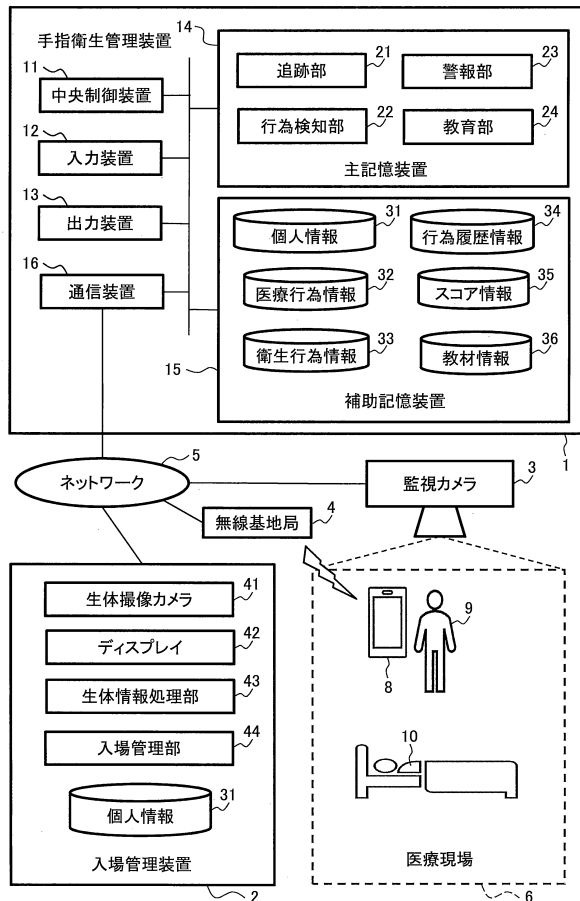 手指衛生管理装置
14
11
中央制御装置
12
入力装置
13
出力装置
16
通信装置
21
追跡部
23
警報部
22
行為検知部
24
教育部
主記憶装置
31
個人情報
34
行為履歴情報
32
医療行為情報
35
スコア情報
33
衛生行為情報
36
教材情報
15
補助記憶装置
1
5
ネットワーク
3
監視カメラ
4
無線基地局
41
生体撮像カメラ
42
ディスプレイ
43
生体情報処理部
44
入場管理部
31
個人情報
入場管理装置
2
8
9
10
医療現場
6